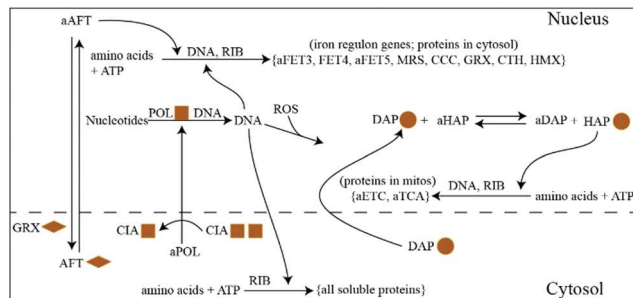 Nucleus
aAFT
(iron regulon genes; proteins in cytosol)
amino acids
+ ATP
DNA, RIB
{aFET3, FET4, aFET5, MRS, CCC, GRX, CTH, HMX}
Nucleotides
POL
DNA
DNA
ROS
DAP
+ aHAP
aDAP +
HAP
(proteins in mitos)
{aETC, aTCA}
DNA, RIB
amino acids + ATP
GRX
CIA
CIA
AFT
aPOL
DAP
amino acids + ATP
RIB
{all soluble proteins}
Cytosol